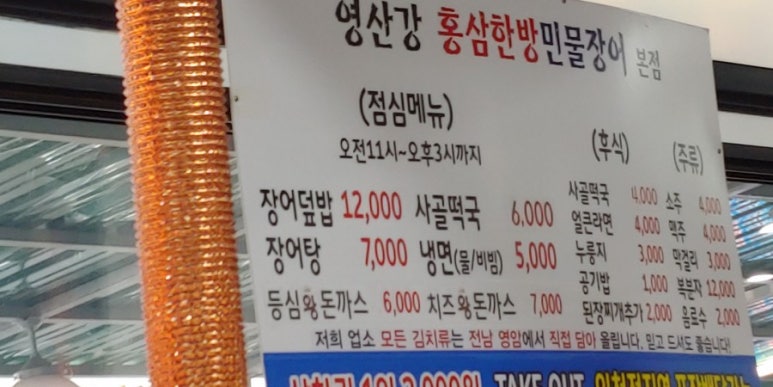 영산강 홍삼한방민물장어 본점
(점심메뉴)
오전11시~오후3시까지
장어덮밥 12,000 사골떡국 6,000
장어탕 7,000 냉면(물/비빔) 5,000
등심왕돈까스 6,000 치즈왕돈까스 7,000
(후식)
사골떡국 4,000
얼큰라면 4,000
누룽지 3,000
공기밥 1,000
된장찌개추가 2,000
(주류)
소주 4,000
맥주 4,000
막걸리 3,000
복분자 12,000
음료수 2,000
저희 업소 모든 김치류는 전남 영암에서 직접 담아 올립니다. 믿고 드셔도 좋습니다!
TAKE OUT